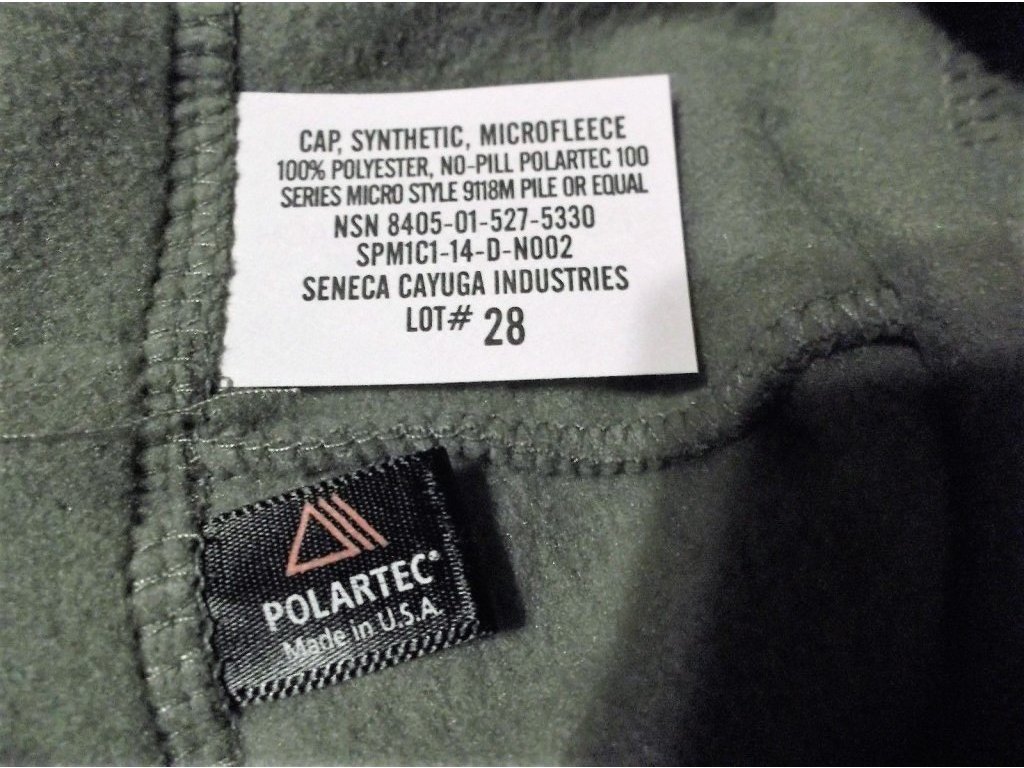 CAP, SYNTHETIC, MICROFLEECE
100% POLYESTER, NO-PILL POLARTEC 100
SERIES MICRO STYLE 9118M PILE OR EQUAL
NSN 8405-01-527-5330
SPM1C1-14-D-N002
SENECA CAYUGA INDUSTRIES
LOT# 28
POLARTEC®
Made in U.S.A.